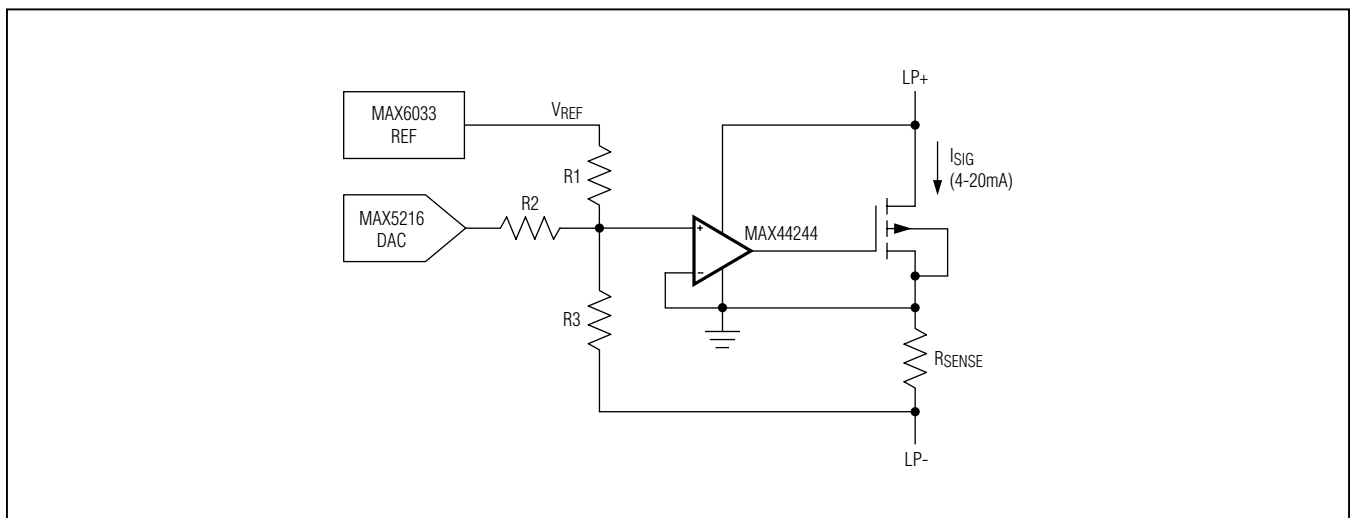 MAX6033
REF
VREF
R1
MAX5216
DAC
R2
R3
+
-
MAX44244
LP+
ISIG
(4-20mA)
RSENSE
LP-